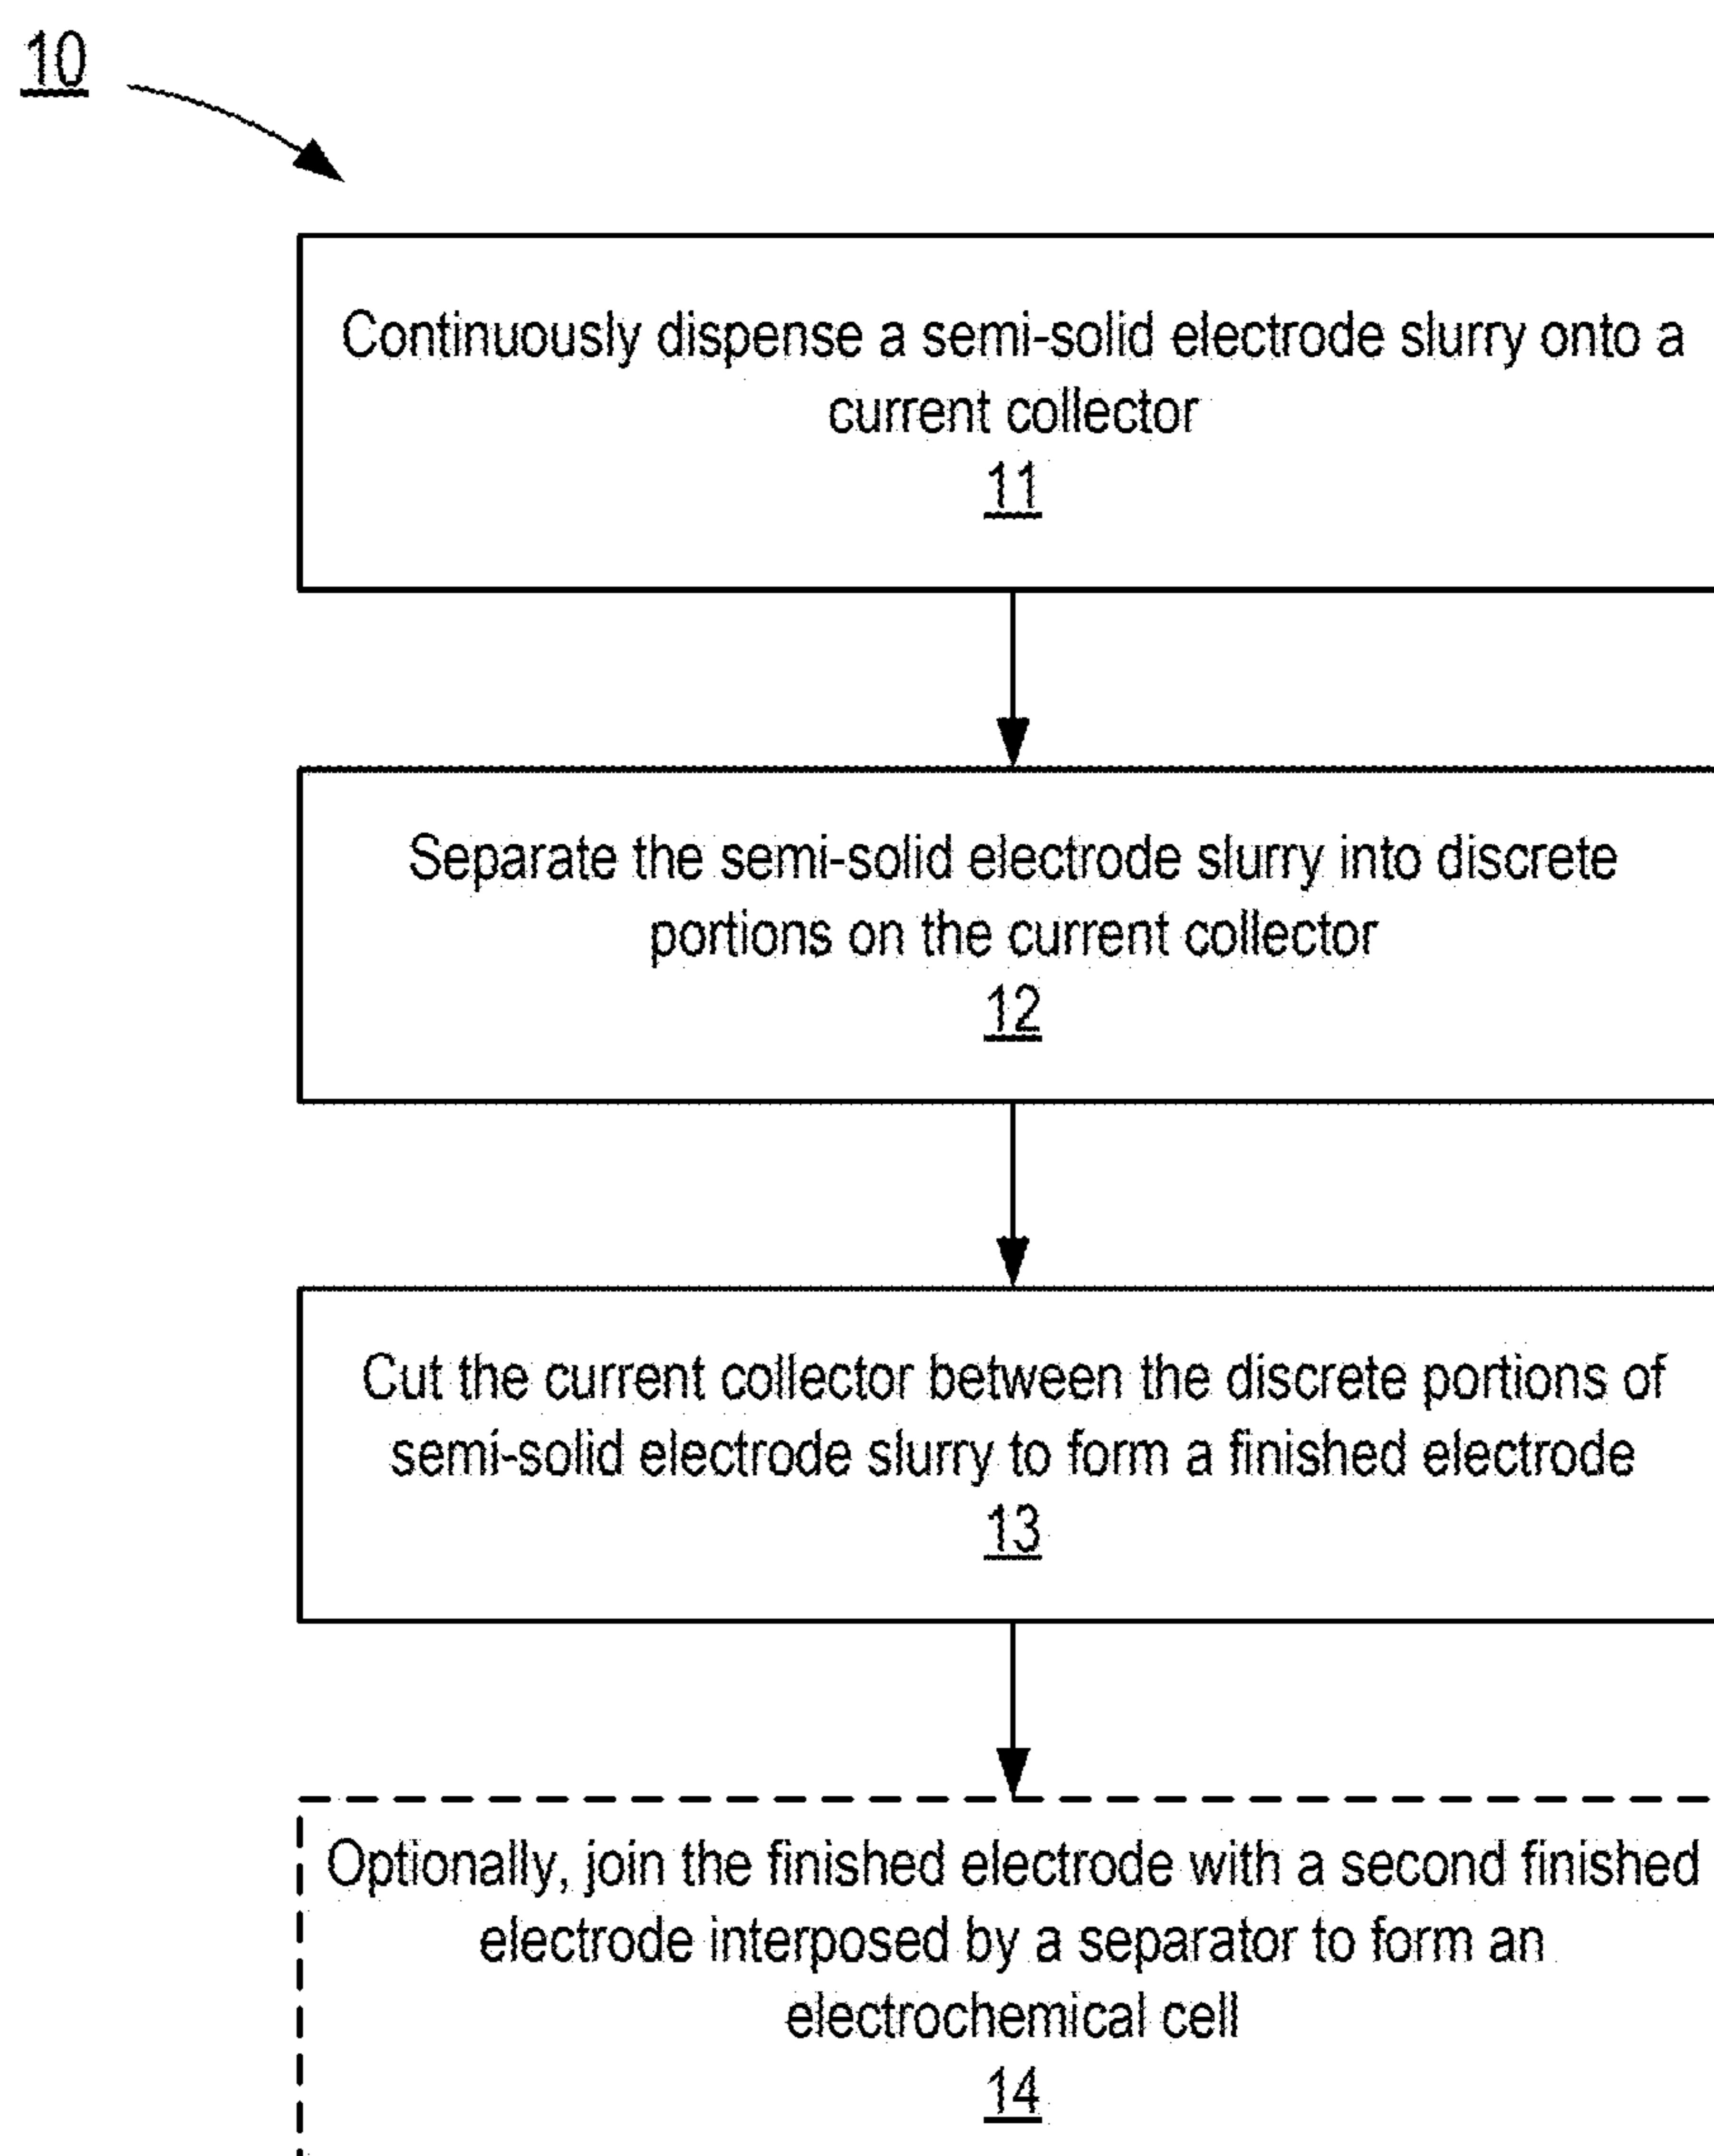 10
Continuously dispense a semi-solid electrode slurry onto a
current collector
11
Separate the semi-solid electrode slurry into discrete
portions on the current collector
12
Cut the current collector between the discrete portions of
semi-solid electrode slurry to form a finished electrode
13
Optionally, join the finished electrode with a second finished
electrode interposed by a separator to form an
electrochemical cell
14